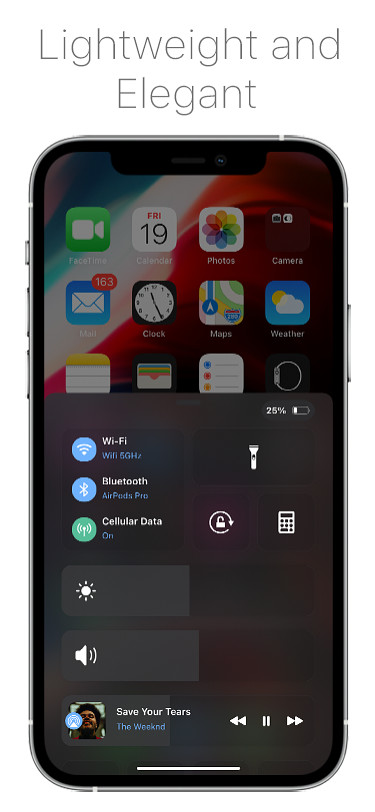 Lightweight and
Elegant
FRI
19
FaceTime
Calendar
Photos
Camera
163
Mail
Clock
Maps
Weather
280
25%
Wi-Fi
Wifi 5GHz
Bluetooth
AirPods Pro
Cellular Data
On
Save Your Tears
The Weeknd